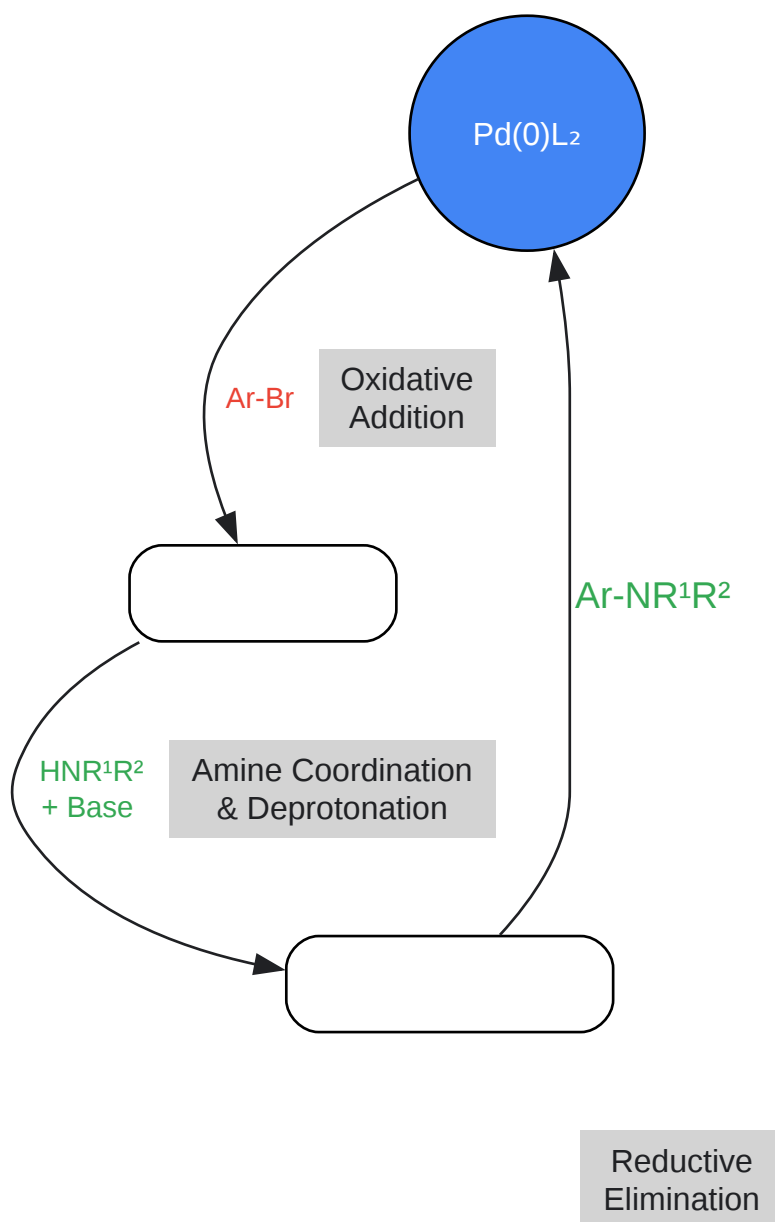 Pd(0)L₂
Ar-Br
Oxidative
Addition
Ar-NR¹R²
HNR¹R²
+ Base
Amine Coordination
& Deprotonation
Reductive
Elimination